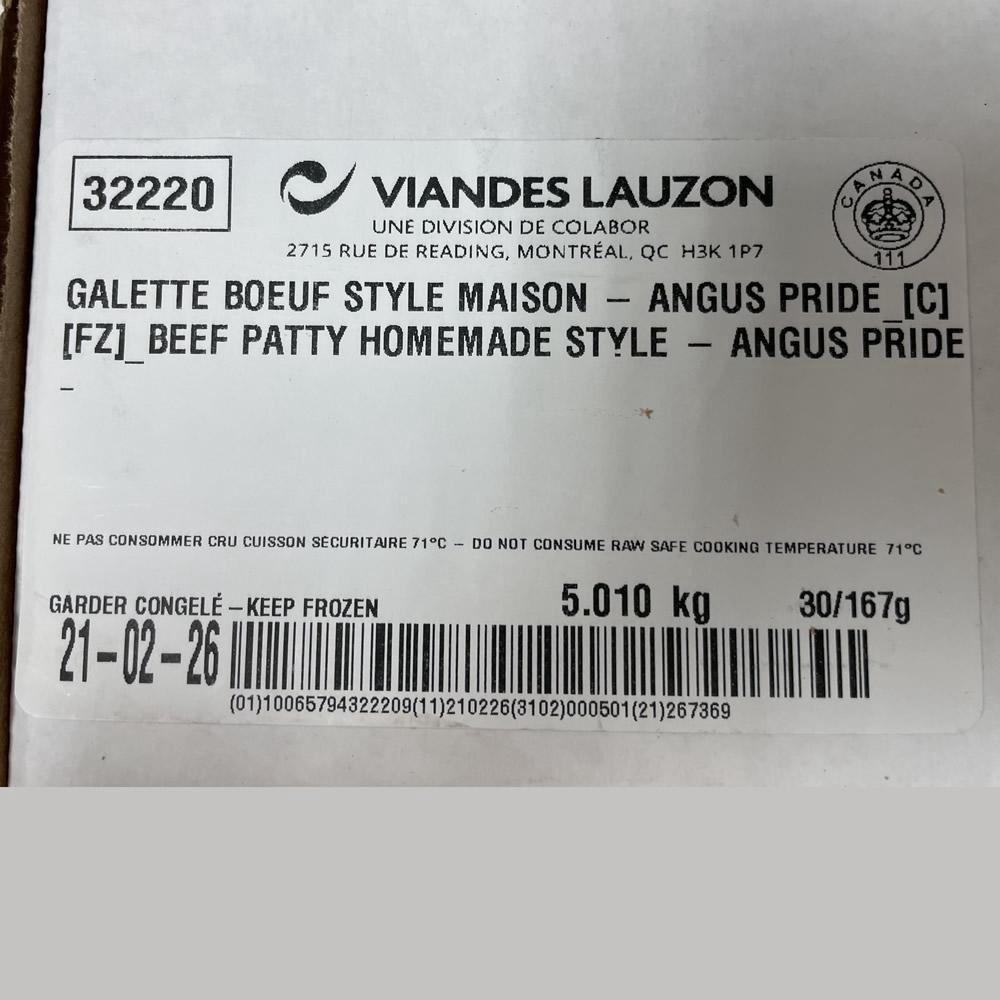 32220
VIANDES LAUZON
UNE DIVISION DE COLABOR
2715 RUE DE READING, MONTRÉAL, QC H3K 1P7
CANADA
111
GALETTE BOEUF STYLE MAISON – ANGUS PRIDE_[C]
[FZ]_BEEF PATTY HOMEMADE STYLE – ANGUS PRIDE
–
NE PAS CONSOMMER CRU CUISSON SÉCURITAIRE 71°C – DO NOT CONSUME RAW SAFE COOKING TEMPERATURE 71°C
GARDER CONGELÉ – KEEP FROZEN
5.010 kg 30/167g
21-02-26
(01)10065794322209(11)210226(3102)000501(21)267369